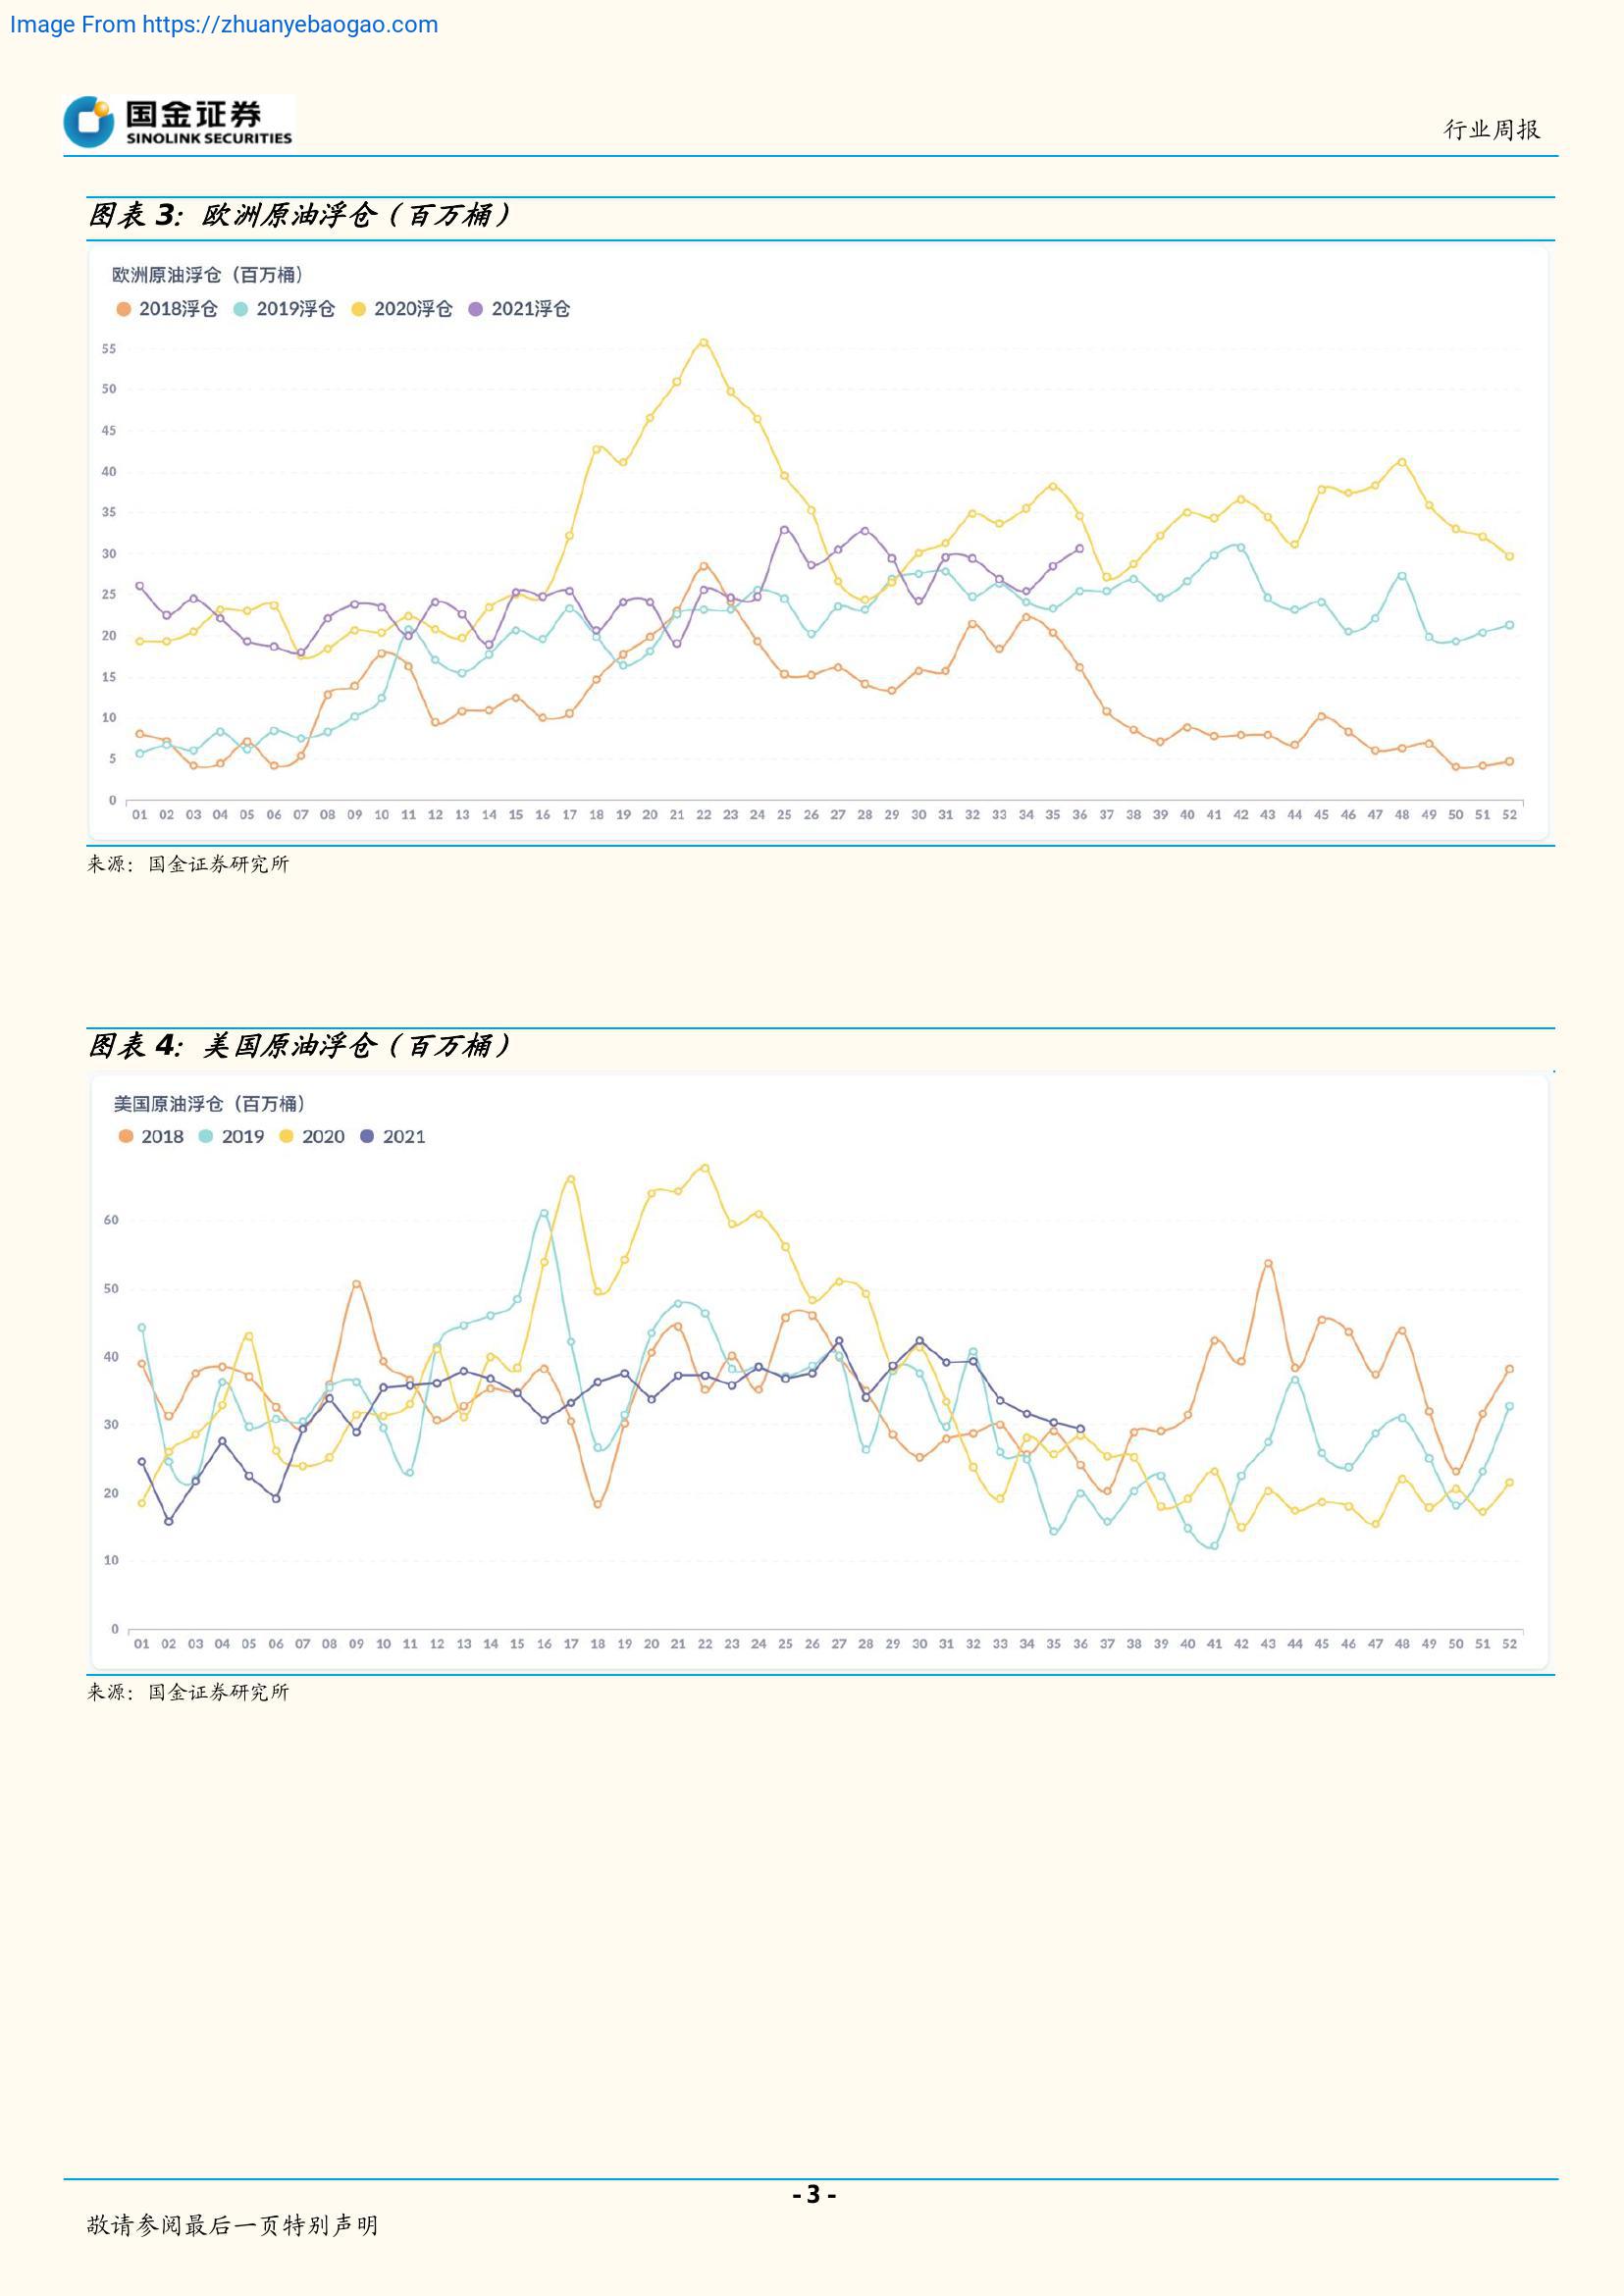 Image From https://zhuanyebaogao.com
国金证券
SINOLINK SECURITIES
行业周报
图表 3：欧洲原油浮仓（百万桶）
欧洲原油浮仓（百万桶）
2018浮仓 2019浮仓 2020浮仓 2021浮仓
55
50
45
40
35
30
25
20
15
10
5
0
01 02 03 04 05 06 07 08 09 10 11 12 13 14 15 16 17 18 19 20 21 22 23 24 25 26 27 28 29 30 31 32 33 34 35 36 37 38 39 40 41 42 43 44 45 46 47 48 49 50 51 52
来源：国金证券研究所
图表 4：美国原油浮仓（百万桶）
美国原油浮仓（百万桶）
2018 2019 2020 2021
60
50
40
30
20
10
0
01 02 03 04 05 06 07 08 09 10 11 12 13 14 15 16 17 18 19 20 21 22 23 24 25 26 27 28 29 30 31 32 33 34 35 36 37 38 39 40 41 42 43 44 45 46 47 48 49 50 51 52
来源：国金证券研究所
- 3 -
敬请参阅最后一页特别声明